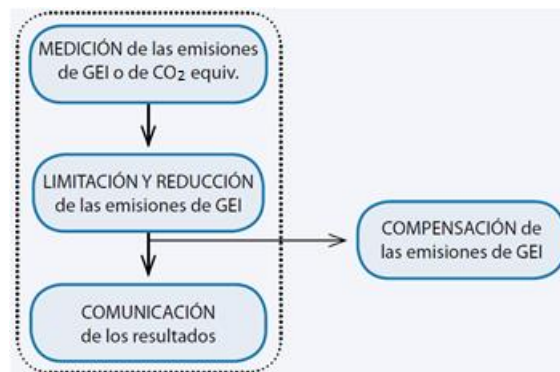 MEDICIÓN de las emisiones
de GEI o de CO₂ equiv.
LIMITACIÓN Y REDUCCIÓN
de las emisiones de GEI
COMPENSACIÓN de
las emisiones de GEI
COMUNICACIÓN
de los resultados